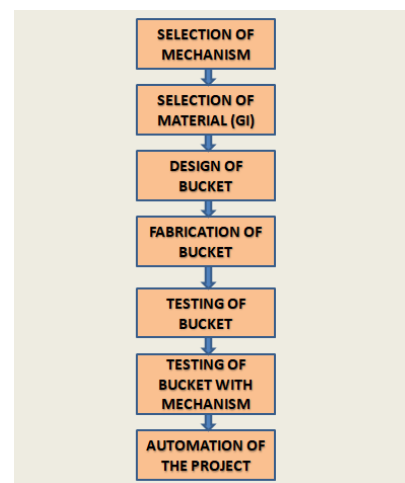 SELECTION OF
MECHANISM
SELECTION OF
MATERIAL (GI)
DESIGN OF
BUCKET
FABRICATION OF
BUCKET
TESTING OF
BUCKET
TESTING OF
BUCKET WITH
MECHANISM
AUTOMATION OF
THE PROJECT